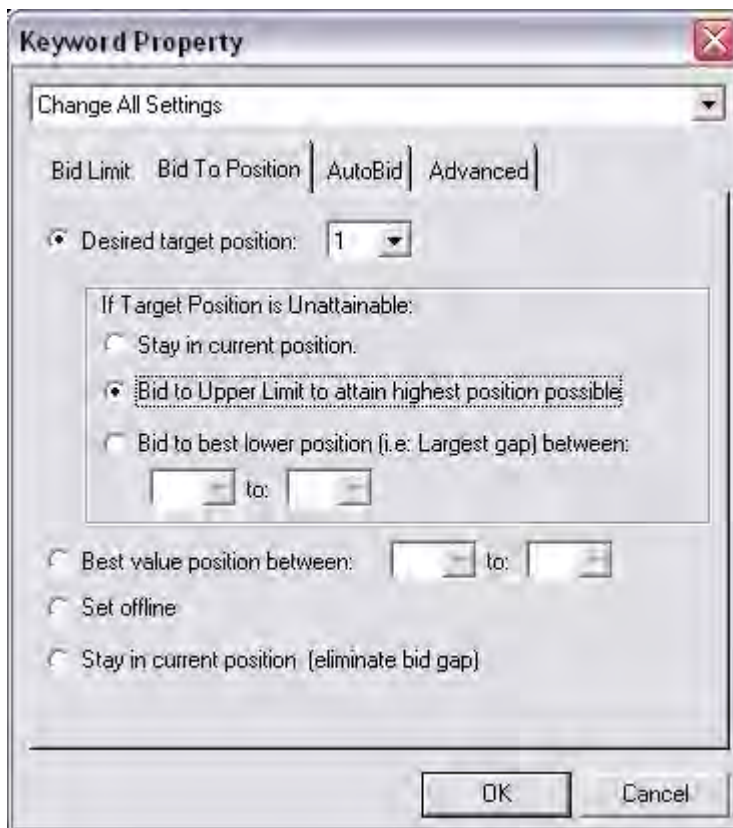 Keyword Property
Change All Settings
Bid Limit Bid To Position AutoBid Advanced
Desired target position: 1
If Target Position is Unattainable:
Stay in current position.
Bid to Upper Limit to attain highest position possible
Bid to best lower position (i.e: Largest gap) between:
to:
Best value position between: to:
Set offline
Stay in current position (eliminate bid gap)
OK Cancel